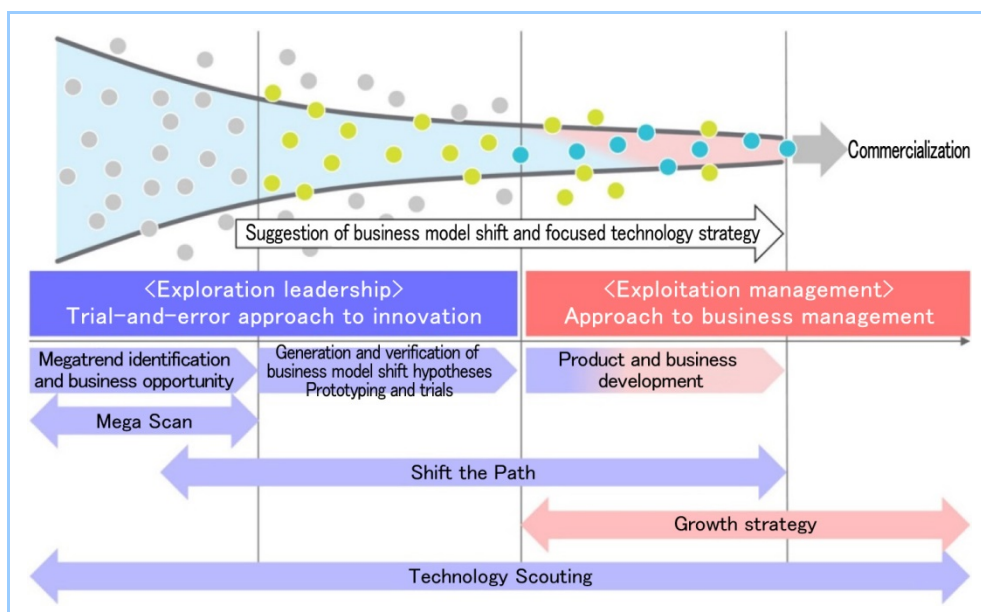 Commercialization
Suggestion of business model shift and focused technology strategy
<Exploration leadership>
Trial-and-error approach to innovation
<Exploitation management>
Approach to business management
Megatrend identification
and business opportunity
Generation and verification of
business model shift hypotheses
Prototyping and trials
Product and business
development
Mega Scan
Shift the Path
Growth strategy
Technology Scouting